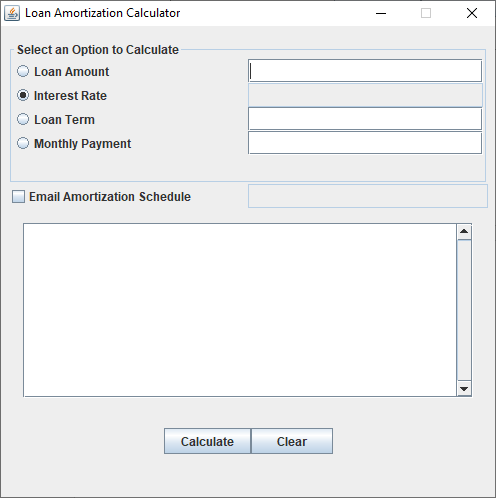 Loan Amortization Calculator
Select an Option to Calculate
Loan Amount
Interest Rate
Loan Term
Monthly Payment
Email Amortization Schedule
Calculate
Clear